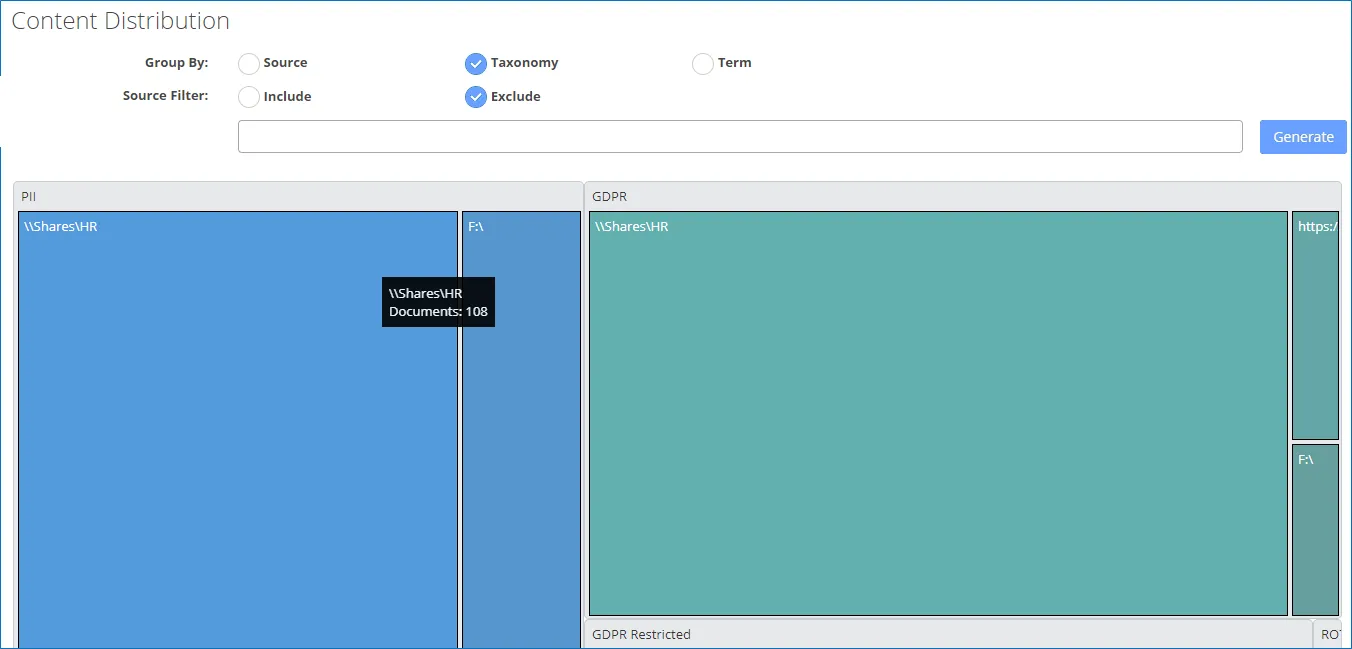 Content Distribution
Group By: Source Taxonomy Term
Source Filter: Include Exclude
Generate
PII
\\Shares\HR
F:\
\\Shares\HR
Documents: 108
GDPR
\\Shares\HR
https:/
F:\
GDPR Restricted